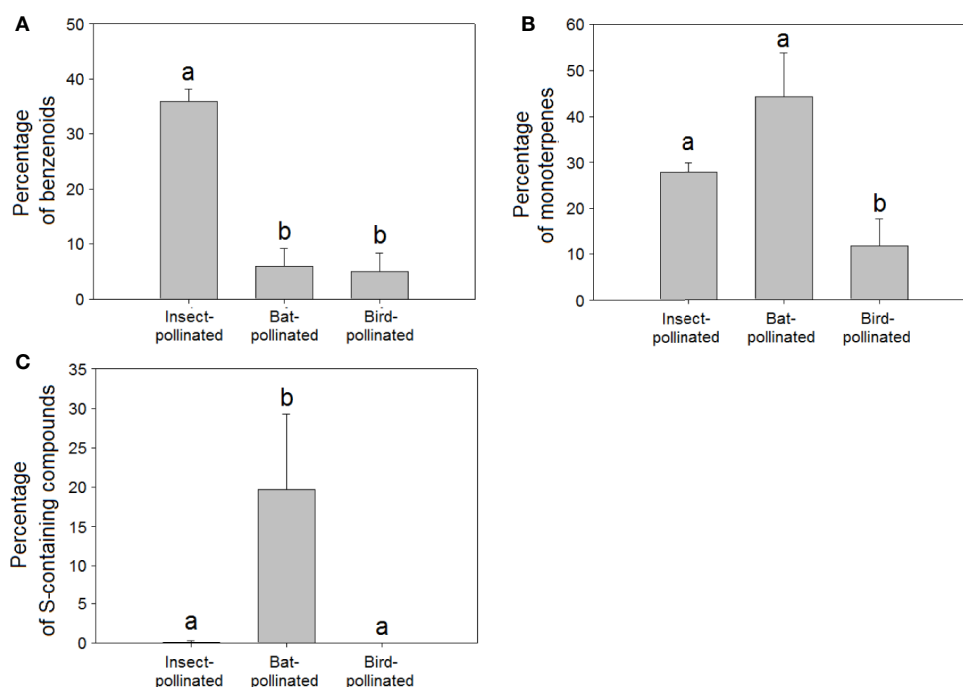 A
Percentage
of benzenoids
50
40
30
20
10
0
a
b
b
Insect-
pollinated
Bat-
pollinated
Bird-
pollinated
B
Percentage
of monoterpenes
60
50
40
30
20
10
0
a
a
b
Insect-
pollinated
Bat-
pollinated
Bird-
pollinated
C
Percentage
of S-containing compounds
35
30
25
20
15
10
5
0
a
b
a
Insect-
pollinated
Bat-
pollinated
Bird-
pollinated